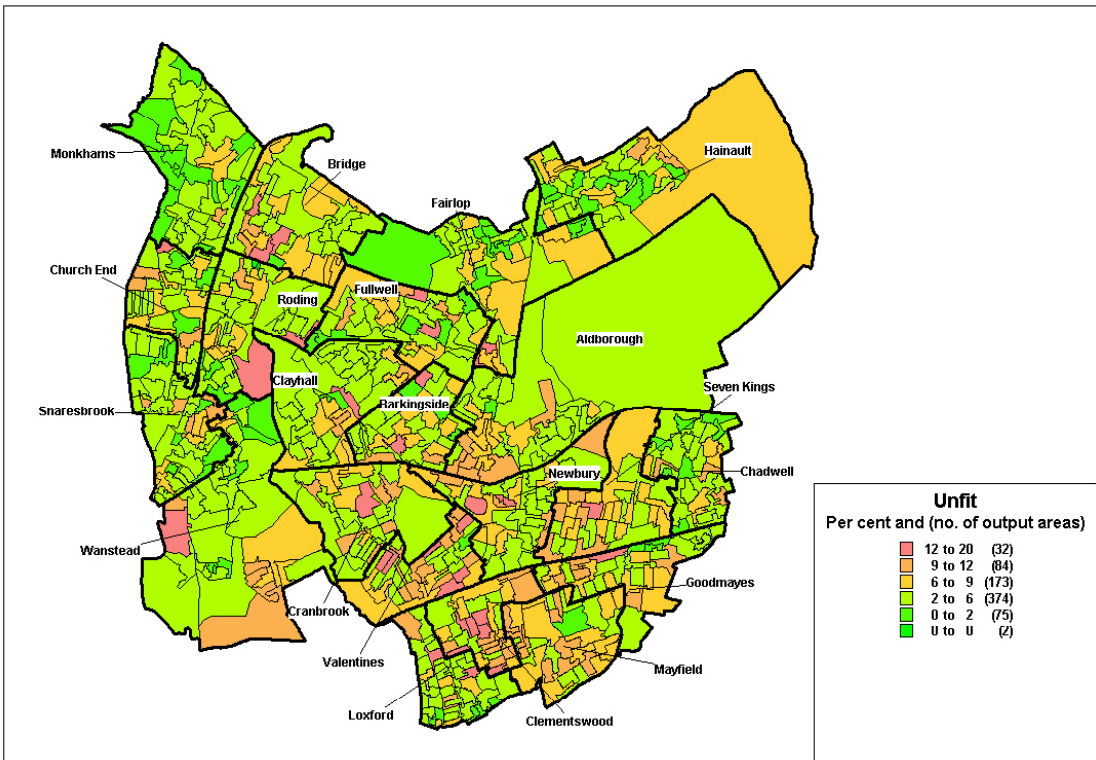 Monkhams
Bridge
Hainault
Fairlop
Church End
Roding
Fullwell
Aldborough
Clayhall
Seven Kings
Snaresbrook
Barkingside
Newbury
Chadwell
Wanstead
Goodmayes
Cranbrook
Valentines
Mayfield
Loxford
Clementswood
Unfit
Per cent and (no. of output areas)
12 to 20 (32)
9 to 12 (84)
6 to 9 (173)
2 to 6 (374)
0 to 2 (75)
0 to 0 (2)